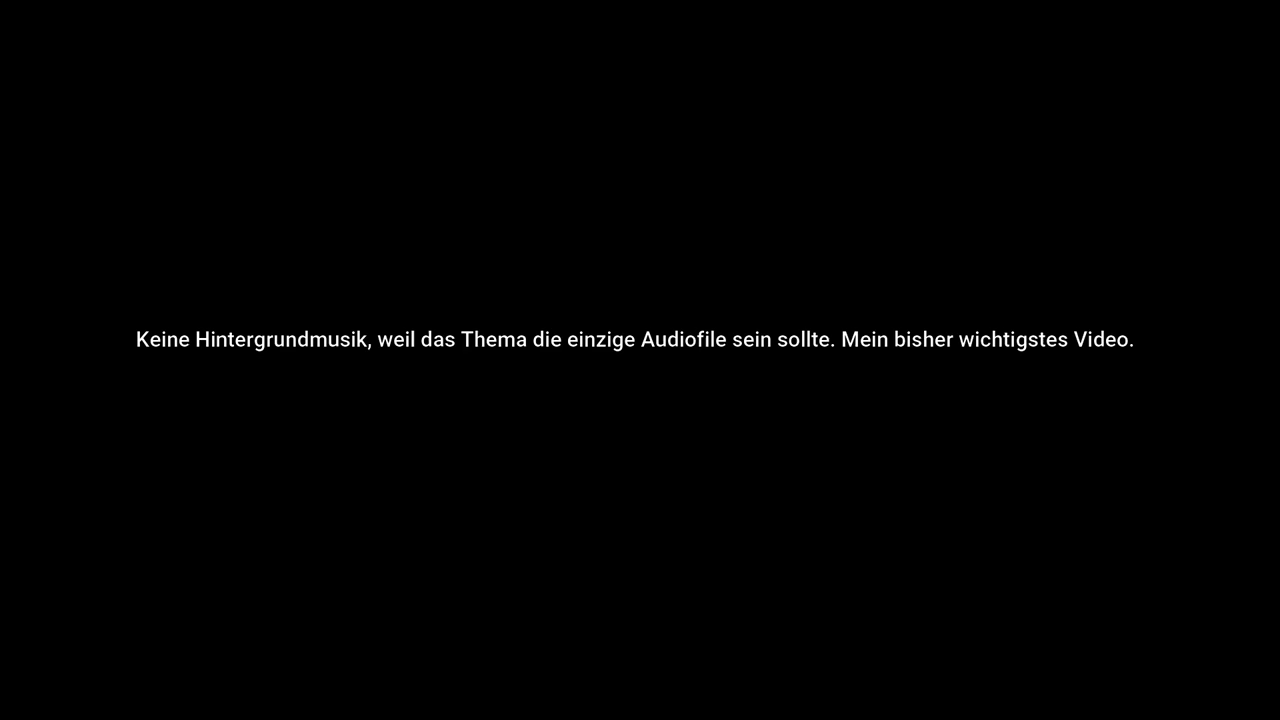 Keine Hintergrundmusik, weil das Thema die einzige Audiofile sein sollte. Mein bisher wichtigstes Video.